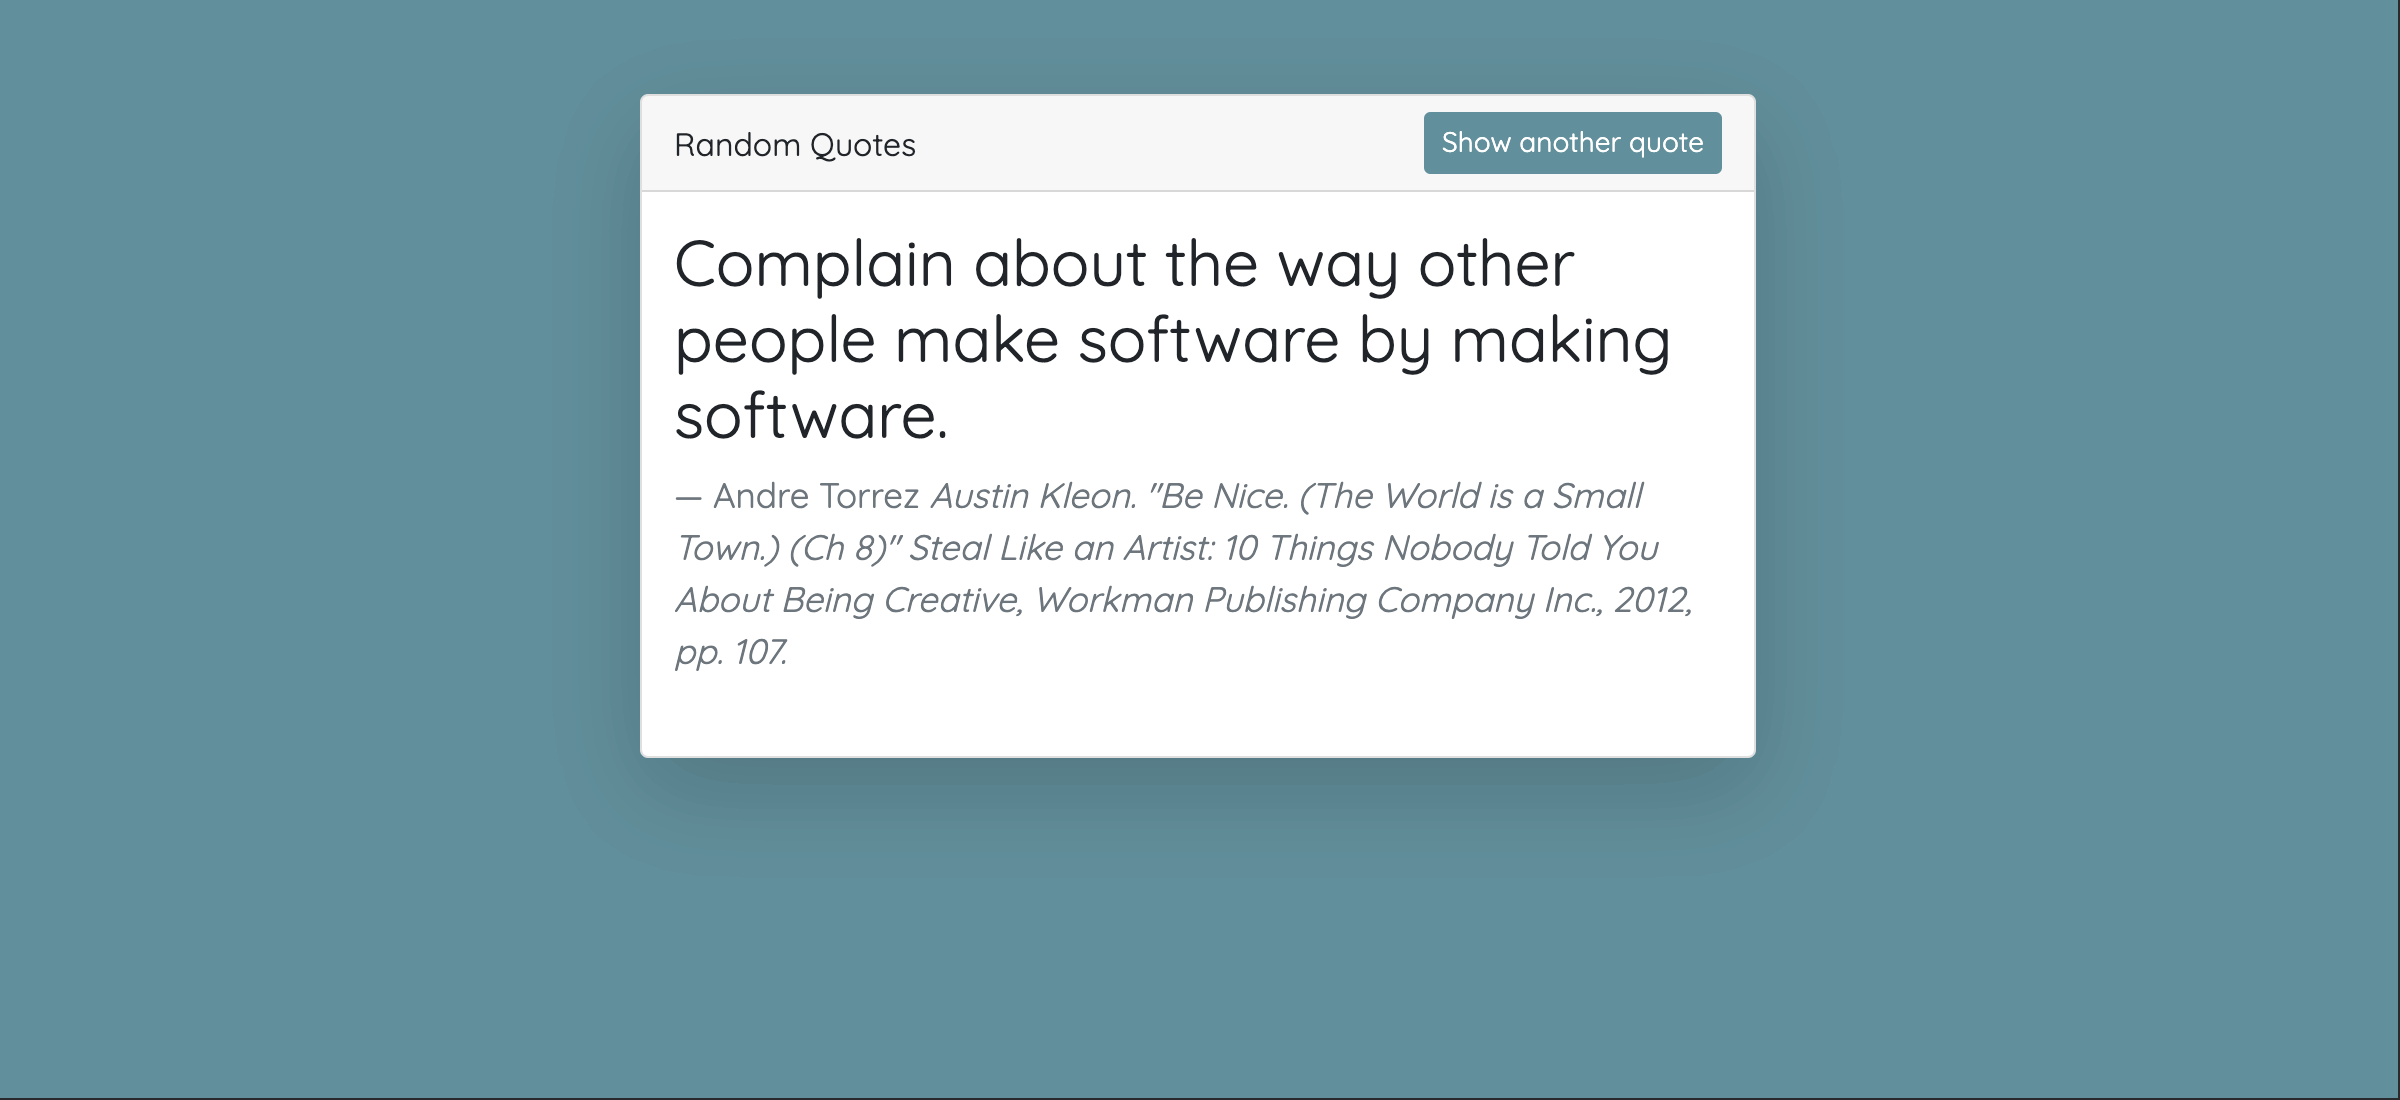 Random Quotes
Show another quote
Complain about the way other
people make software by making
software.
— Andre Torrez Austin Kleon. "Be Nice. (The World is a Small
Town.) (Ch 8)" Steal Like an Artist: 10 Things Nobody Told You
About Being Creative, Workman Publishing Company Inc., 2012,
pp. 107.